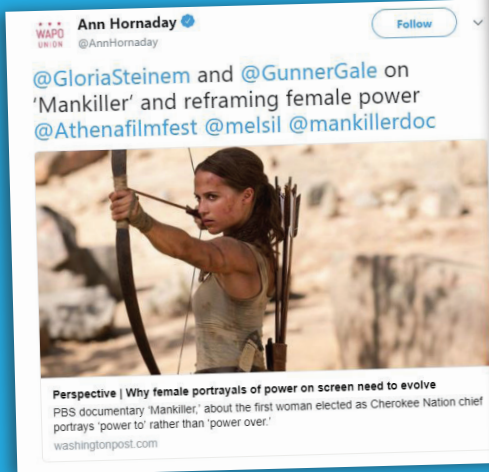 WAPO
UNION
Ann Hornaday
@AnnHornaday
Follow
@GloriaSteinem and @GunnerGale on
‘Mankiller’ and reframing female power
@Athenafilmfest @melsil @mankillerdoc
Perspective | Why female portrayals of power on screen need to evolve
PBS documentary ‘Mankiller,’ about the first woman elected as Cherokee Nation chief
portrays ‘power to’ rather than ‘power over.’
washingtonpost.com